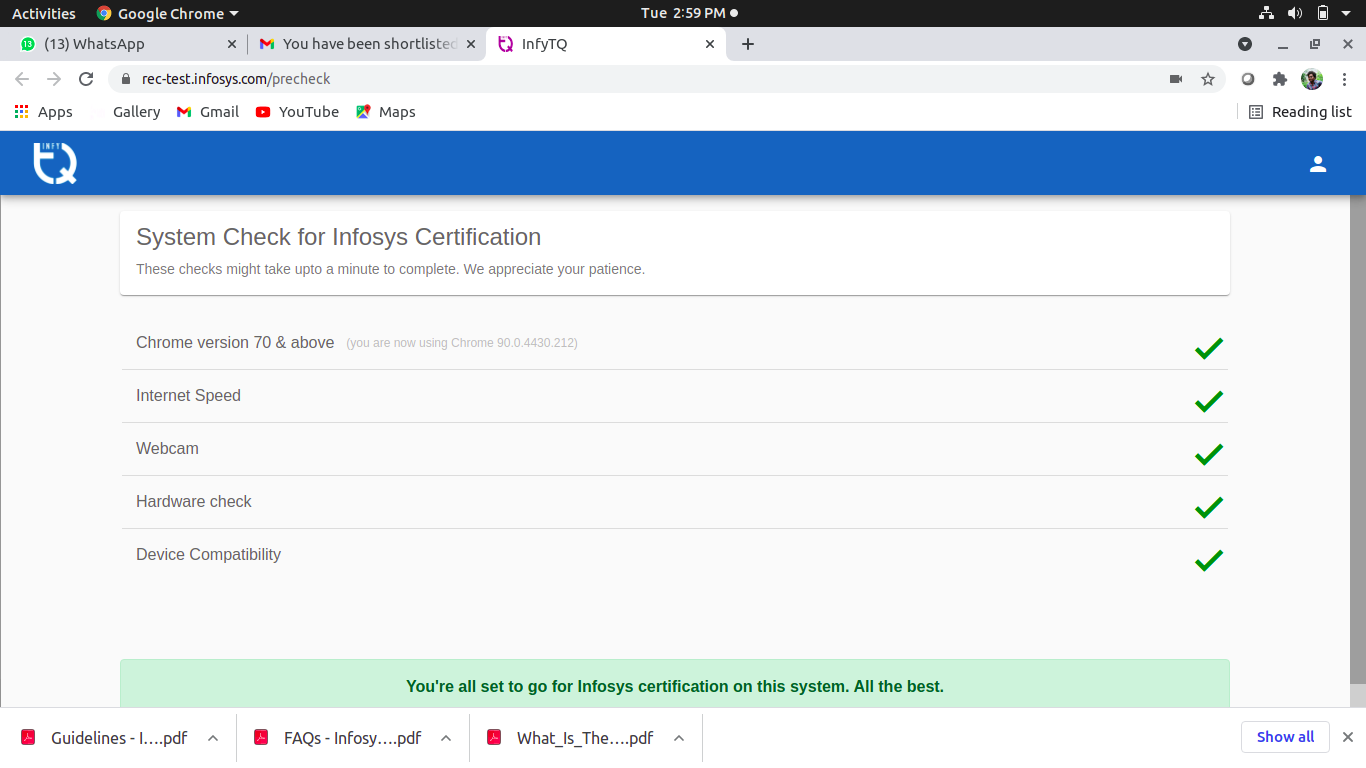 Activities Google Chrome Tue 2:59 PM
13 (13) WhatsApp You have been shortlisted InfyTQ
rec-test.infosys.com/precheck
Apps Gallery Gmail YouTube Maps Reading list
INFY
TQ
System Check for Infosys Certification
These checks might take upto a minute to complete. We appreciate your patience.
Chrome version 70 & above (you are now using Chrome 90.0.4430.212)
Internet Speed
Webcam
Hardware check
Device Compatibility
You're all set to go for Infosys certification on this system. All the best.
Guidelines - I….pdf FAQs - Infosy….pdf What_Is_The….pdf Show all